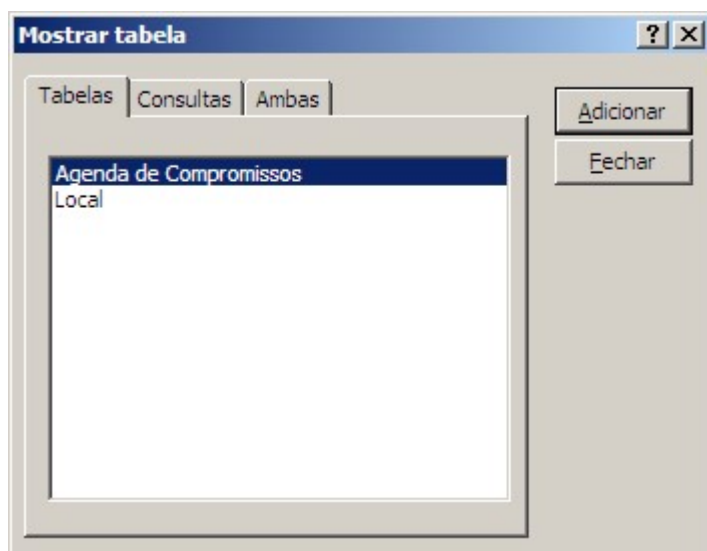 Mostrar tabela
Tabelas Consultas Ambas
Adicionar
Fechar
Agenda de Compromissos
Local